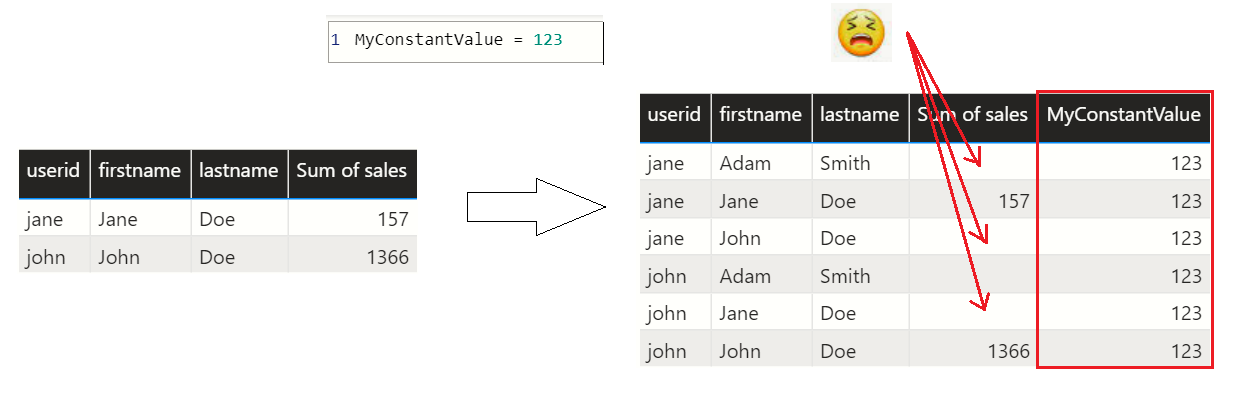 1 MyConstantValue = 123
userid firstname lastname Sum of sales
jane Jane Doe 157
john John Doe 1366
userid firstname lastname Sum of sales MyConstantValue
jane Adam Smith 123
jane Jane Doe 157 123
jane John Doe 123
john Adam Smith 123
john Jane Doe 123
john John Doe 1366 123